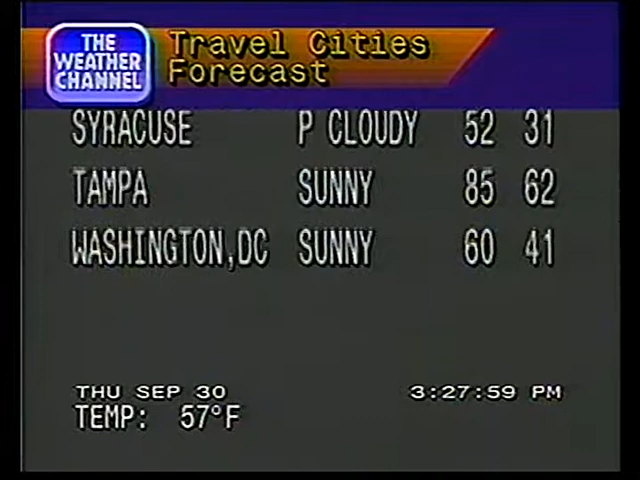 THE
WEATHER
CHANNEL
Travel Cities
Forecast
SYRACUSE P CLOUDY 52 31
TAMPA SUNNY 85 62
WASHINGTON,DC SUNNY 60 41
THU SEP 30 3:27:59 PM
TEMP: 57°F